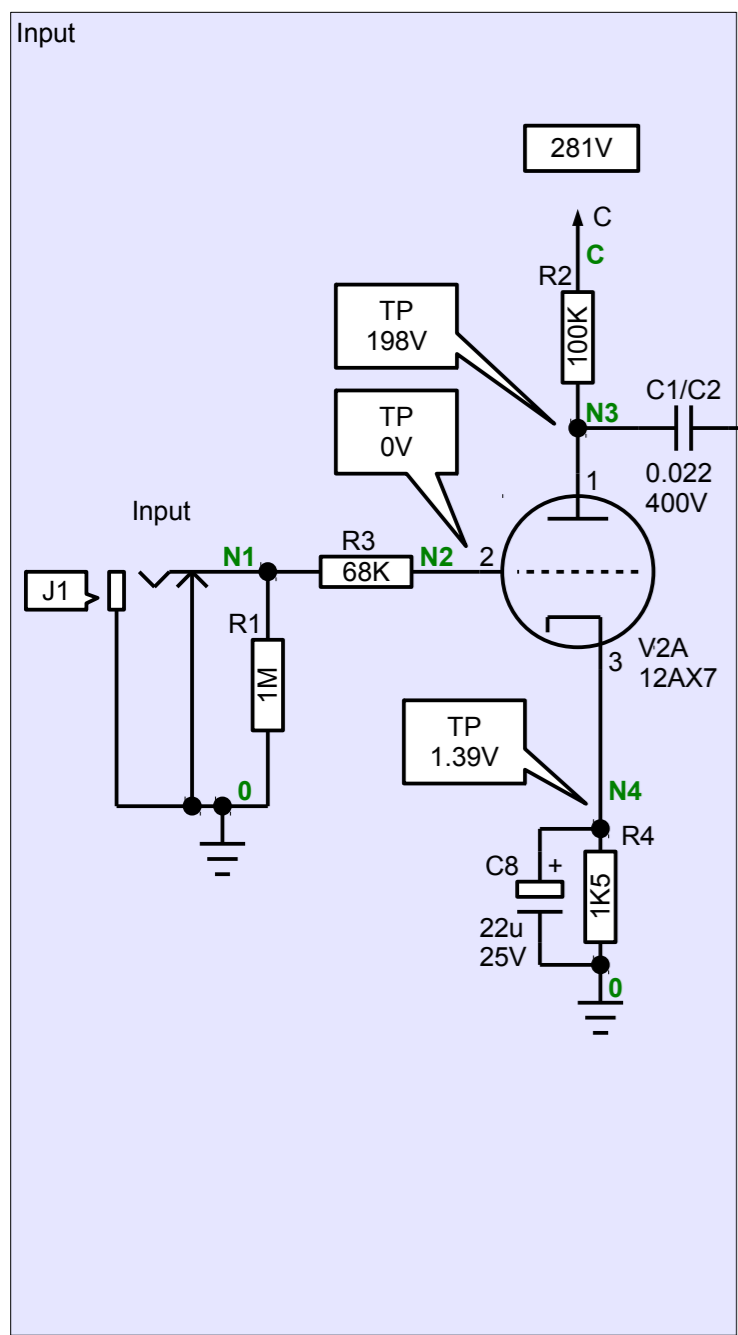 Input
281V
C
C
R2
100K
TP
198V
C1/C2
N3
TP
0V
0.022
400V
1
Input
N1
R3
N2
2
68K
J1
R1
1M
V2A
3
12AX7
TP
1.39V
0
N4
R4
C8
+
1K5
22u
25V
0